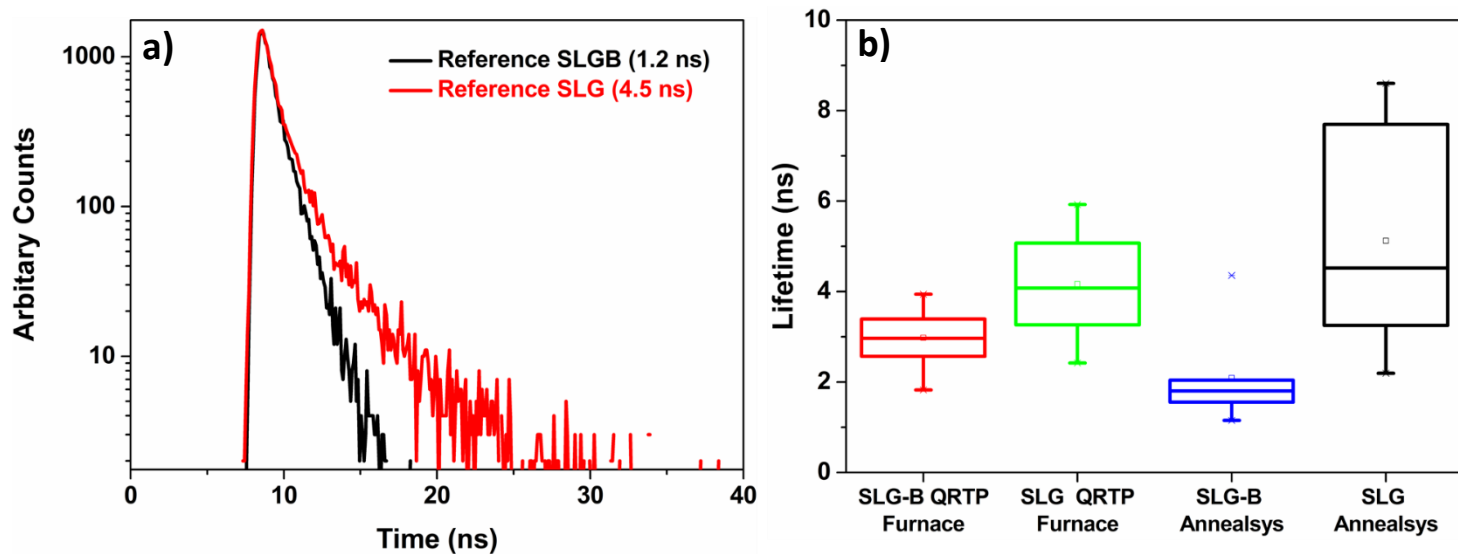 a)
Reference SLGB (1.2 ns)
Reference SLG (4.5 ns)
Arbitary Counts
1000
100
10
0
10
20
30
40
Time (ns)
b)
Lifetime (ns)
10
8
6
4
2
0
SLG-B QRTP
Furnace
SLG QRTP
Furnace
SLG-B
Annealsys
SLG
Annealsys